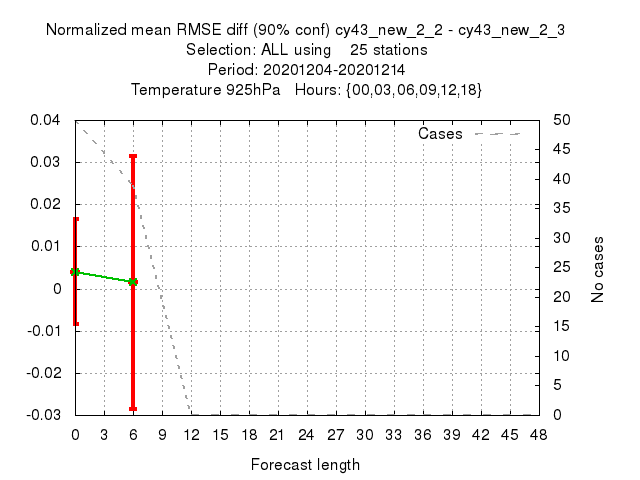 Normalized mean RMSE diff (90% conf) cy43_new_2_2 - cy43_new_2_3
Selection: ALL using    25 stations
Period: 20201204-20201214
Temperature 925hPa   Hours: {00,03,06,09,12,18}
Cases
0.04
0.03
0.02
0.01
0
-0.01
-0.02
-0.03
50
45
40
35
30
25
20
15
10
5
0
No cases
0 3 6 9 12 15 18 21 24 27 30 33 36 39 42 45 48
Forecast length